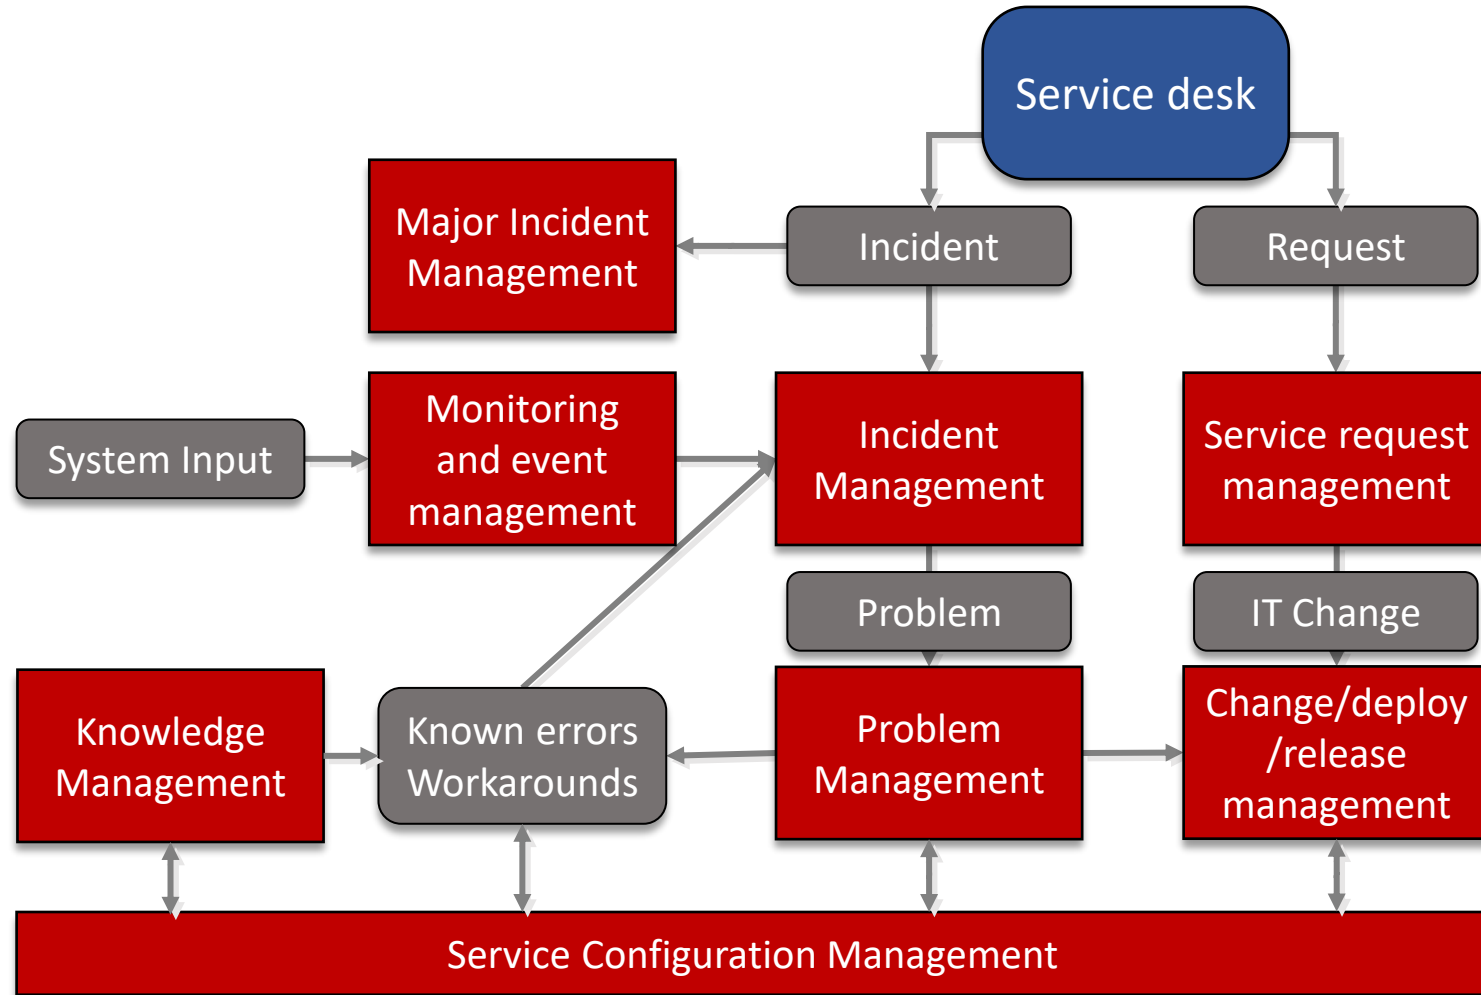 Service desk
Major Incident
Management
Incident
Request
System Input
Monitoring
and event
management
Incident
Management
Service request
management
Problem
IT Change
Knowledge
Management
Known errors
Workarounds
Problem
Management
Change/deploy
/release
management
Service Configuration Management